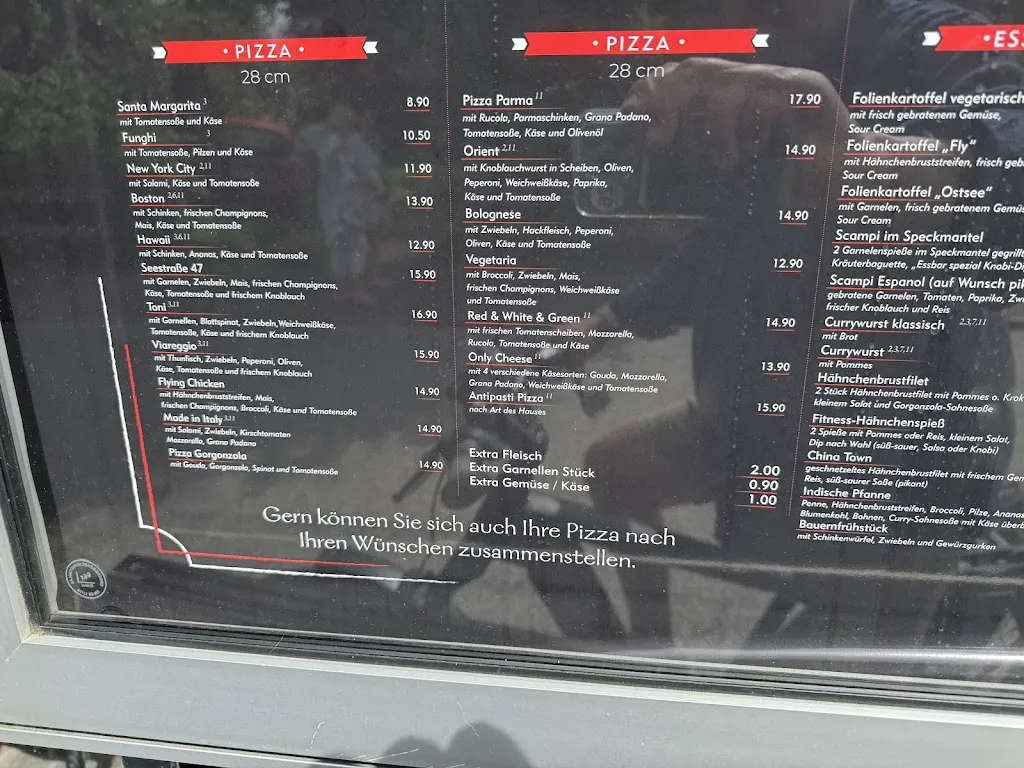 • PIZZA •
28 cm
Santa Margarita 3 8.90
mit Tomatensoße und Käse
Funghi 3 10.50
mit Tomatensoße, Pilzen und Käse
New York City 2,11 11.90
mit Salami, Käse und Tomatensoße
Boston 2,6,11 13.90
mit Schinken, frischen Champignons,
Mais, Käse und Tomatensoße
Hawaii 3,6,11 12.90
mit Schinken, Ananas, Käse und Tomatensoße
Seestraße 47 15.90
mit Garnelen, Zwiebeln, Mais, frischen Champignons,
Käse, Tomatensoße und frischem Knoblauch
Toni 3,11 16.90
mit Garnellen, Blattspinat, Zwiebeln, Weichweißkäse,
Tomatensoße, Käse und frischem Knoblauch
Viareggio 3,11 15.90
mit Thunfisch, Zwiebeln, Peperoni, Oliven,
Käse, Tomatensoße und frischem Knoblauch
Flying Chicken 14.90
mit Hähnchenbruststreifen, Mais,
frischen Champignons, Broccoli, Käse und Tomatensoße
Made in Italy 3,11 14.90
mit Salami, Zwiebeln, Kirschtomaten
Mozzarella, Grana Padano
Pizza Gorgonzola 14.90
mit Gouda, Gorgonzola, Spinat und Tomatensoße
• PIZZA •
28 cm
Pizza Parma 11 17.90
mit Rucola, Parmaschinken, Grana Padano,
Tomatensoße, Käse und Olivenöl
Orient 2,11 14.90
mit Knoblauchwurst in Scheiben, Oliven,
Peperoni, Weichweißkäse, Paprika,
Käse und Tomatensoße
Bolognese 14.90
mit Zwiebeln, Hackfleisch, Peperoni,
Oliven, Käse und Tomatensoße
Vegetaria 12.90
mit Broccoli, Zwiebeln, Mais,
frischen Champignons, Weichweißkäse
und Tomatensoße
Red & White & Green 11 14.90
mit frischen Tomatenscheiben, Mozzarella,
Rucola, Tomatensoße und Käse
Only Cheese 11 13.90
mit 4 verschiedene Käsesorten: Gouda, Mozzarella,
Grana Padano, Weichweißkäse und Tomatensoße
Antipasti Pizza 11 15.90
nach Art des Hauses
Extra Fleisch 2.00
Extra Garnellen Stück 0.90
Extra Gemüse / Käse 1.00
• ESS
Folienkartoffel vegetarisch
mit frisch gebratenem Gemüse,
Sour Cream
Folienkartoffel „Fly“
mit Hähnchenbruststreifen, frisch geb
Sour Cream
Folienkartoffel „Ostsee“
mit Garnelen, frisch gebratenem Gemüs
Sour Cream
Scampi im Speckmantel
2 Garnelenspieße im Speckmantel gegrillt
Kräuterbaguette, „Essbar spezial Knobi-Di
Scampi Espanol (auf Wunsch pik
gebratene Garnelen, Tomaten, Paprika, Zw
frischer Knoblauch und Reis
Currywurst klassisch 2,3,7,11
mit Brot
Currywurst 2,3,7,11
mit Pommes
Hähnchenbrustfilet
2 Stück Hähnchenbrustfilet mit Pommes o. Krok
kleinem Salat und Gorgonzola-Sahnesoße
Fitness-Hähnchenspieß
2 Spieße mit Pommes oder Reis, kleinem Salat,
Dip nach Wahl (süß-sauer, Salsa oder Knobi)
China Town
geschnetzeltes Hähnchenbrustfilet mit frischem Gem
Reis, süß-saurer Soße (pikant)
Indische Pfanne
Penne, Hähnchenbruststreifen, Broccoli, Pilze, Ananas
Blumenkohl, Bohnen, Curry-Sahnesoße mit Käse überb
Bauernfrühstück
mit Schinkenwürfel, Zwiebeln und Gewürzgurken
Gern können Sie sich auch Ihre Pizza nach
Ihren Wünschen zusammenstellen.